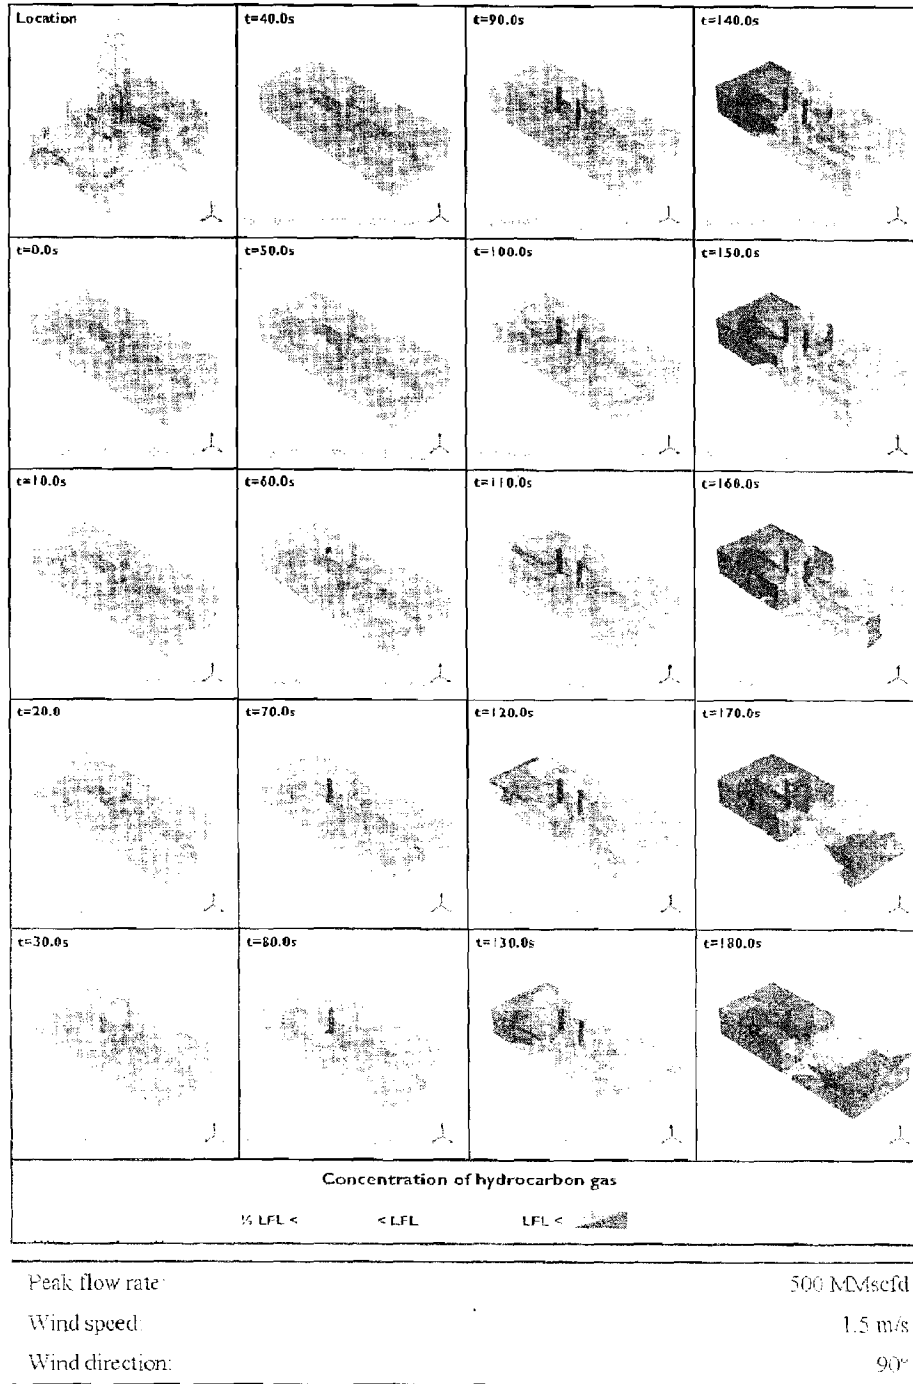 Location
t=40.0s
t=90.0s
t=140.0s
t=0.0s
t=50.0s
t=100.0s
t=150.0s
t=10.0s
t=60.0s
t=110.0s
t=160.0s
t=20.0
t=70.0s
t=120.0s
t=170.0s
t=30.0s
t=80.0s
t=130.0s
t=180.0s
Concentration of hydrocarbon gas
½ LFL < < LFL LFL <
Peak flow rate: 500 MMscfd
Wind speed: 1.5 m/s
Wind direction: 90°